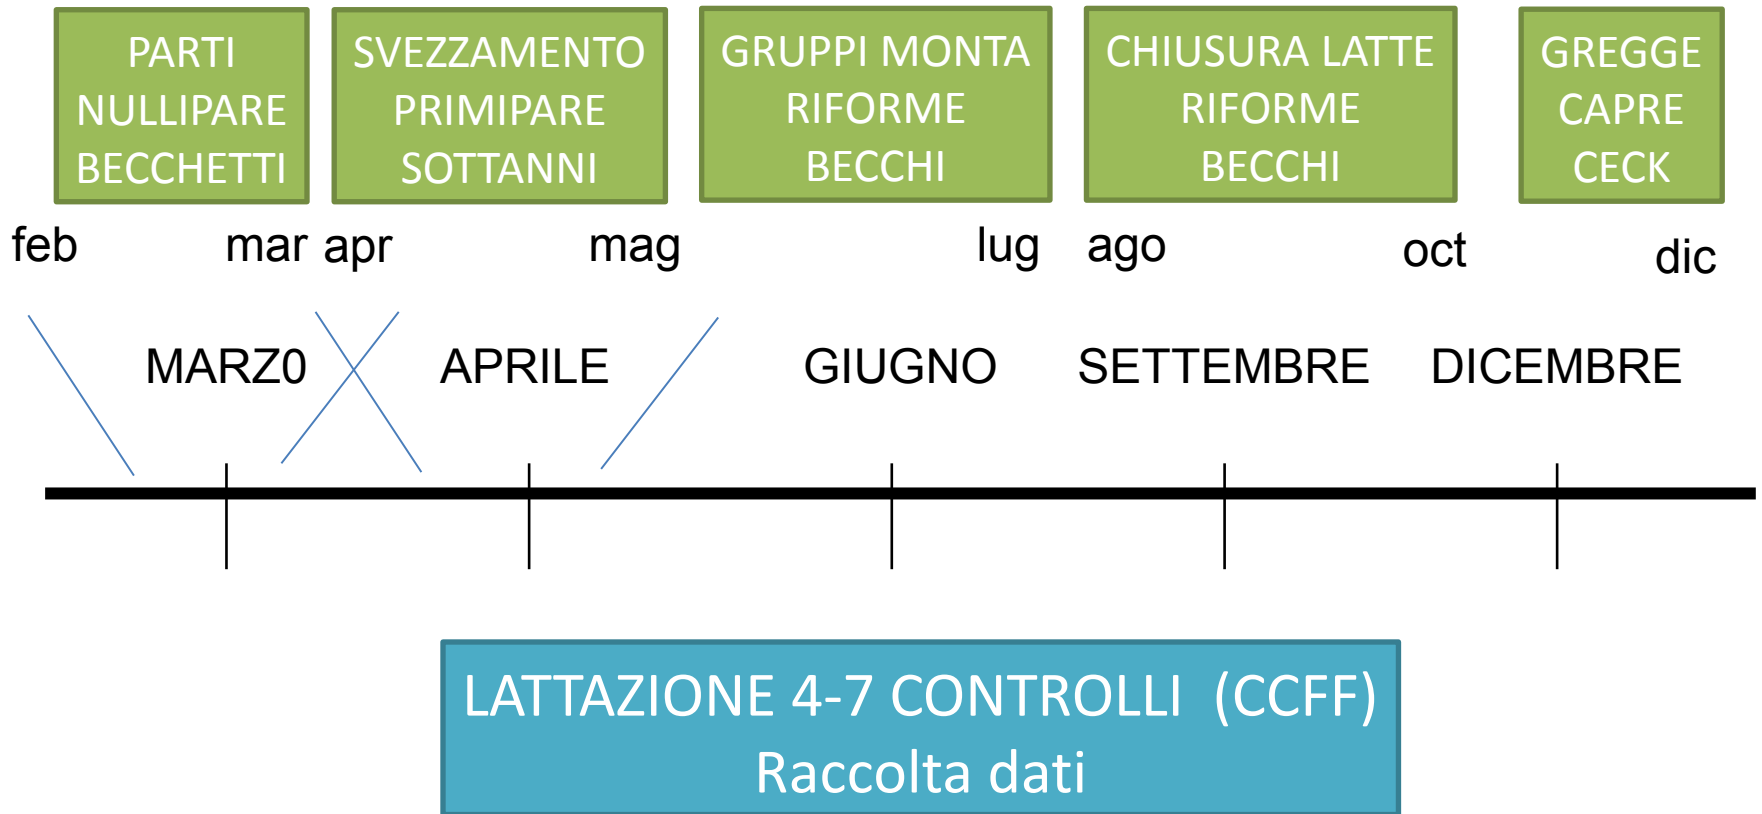 PARTI
NULLIPARE
BECCHETTI
SVEZZAMENTO
PRIMIPARE
SOTTANNI
GRUPPI MONTA
RIFORME
BECCHI
CHIUSURA LATTE
RIFORME
BECCHI
GREGGE
CAPRE
CECK
feb mar apr mag lug ago oct dic
MARZ0 APRILE GIUGNO SETTEMBRE DICEMBRE
LATTAZIONE 4-7 CONTROLLI (CCFF)
Raccolta dati